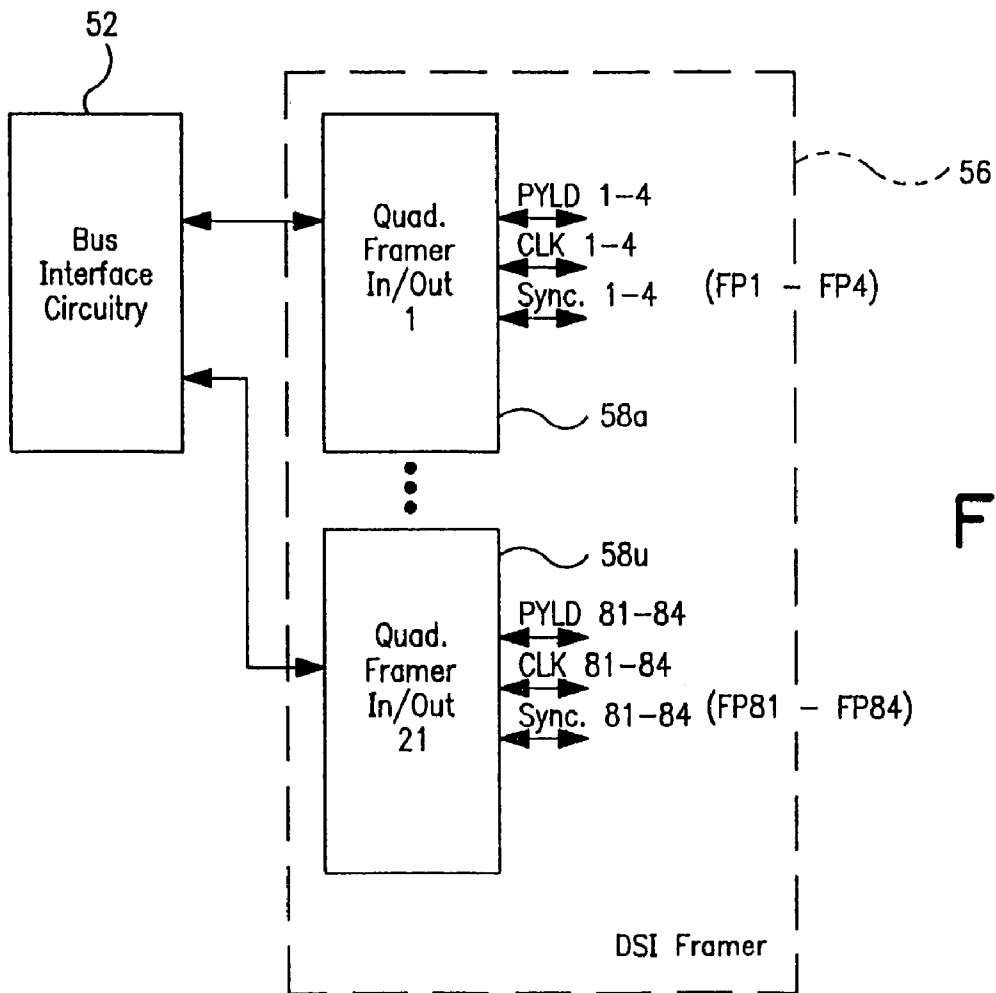 52
Bus
Interface
Circuitry
Quad.
Framer
In/Out
1
PYLD 1-4
CLK 1-4
Sync. 1-4
(FP1 - FP4)
56
58a
58u
Quad.
Framer
In/Out
21
PYLD 81-84
CLK 81-84
Sync. 81-84
(FP81 - FP84)
DSI Framer
F